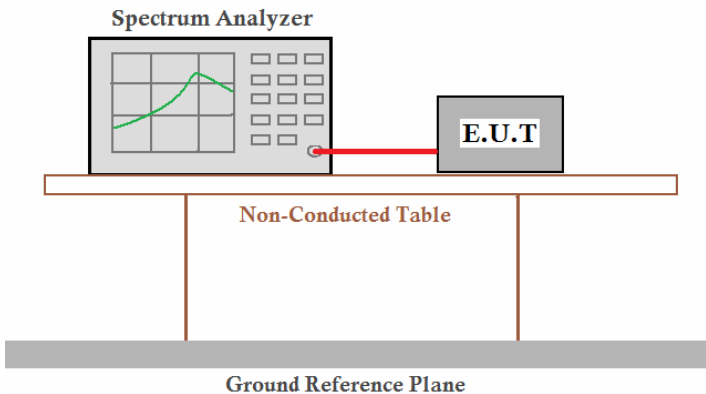 Spectrum Analyzer
E.U.T
Non-Conducted Table
Ground Reference Plane